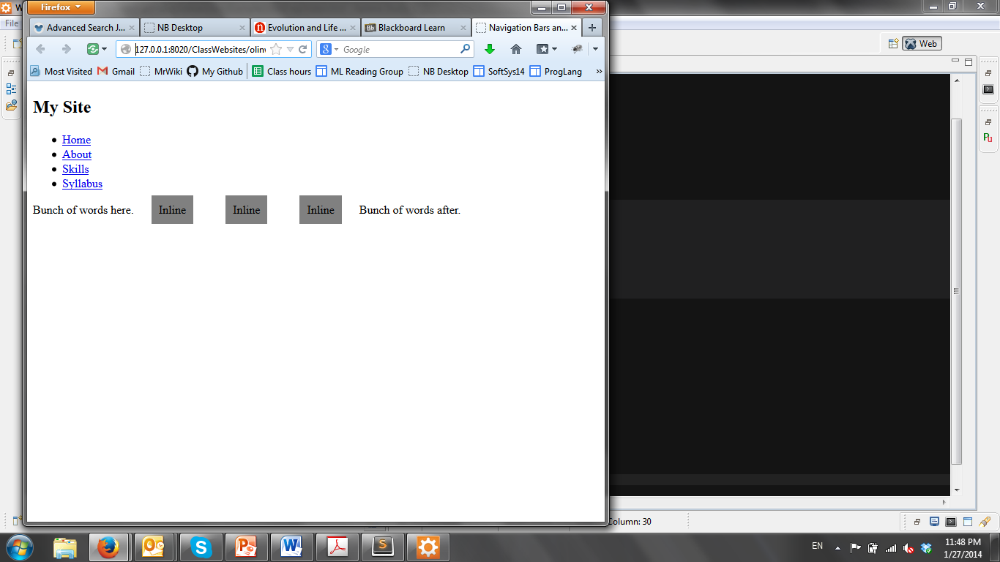 Firefox
W
File
Advanced Search J...
NB Desktop
Evolution and Life ...
Blackboard Learn
Navigation Bars an...
127.0.0.1:8020/ClassWebsites/olin
Google
Web
Most Visited
Gmail
MrWiki
My Github
Class hours
ML Reading Group
NB Desktop
SoftSys14
ProgLang
»
My Site
• Home
• About
• Skills
• Syllabus
Bunch of words here. Inline Inline Inline Bunch of words after.
Column: 30
EN
11:48 PM
1/27/2014